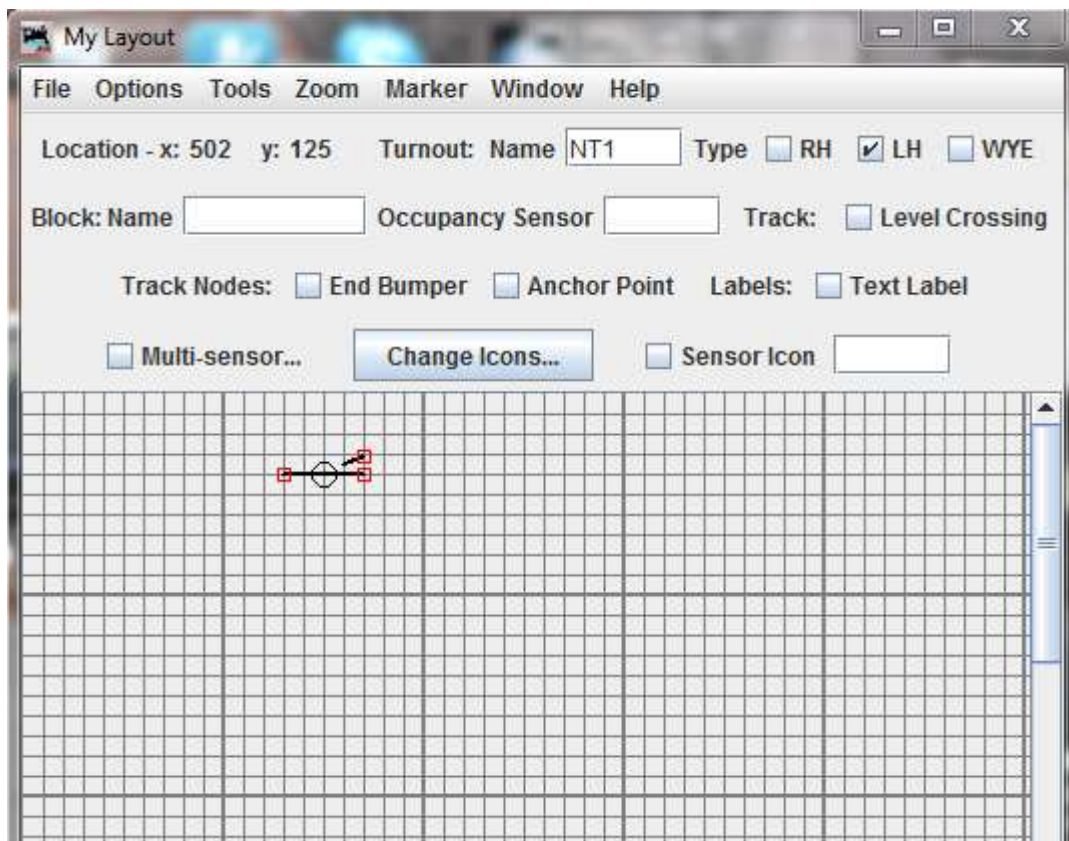 My Layout
File Options Tools Zoom Marker Window Help
Location - x: 502 y: 125 Turnout: Name NT1 Type RH LH WYE
Block: Name Occupancy Sensor Track: Level Crossing
Track Nodes: End Bumper Anchor Point Labels: Text Label
Multi-sensor... Change Icons... Sensor Icon